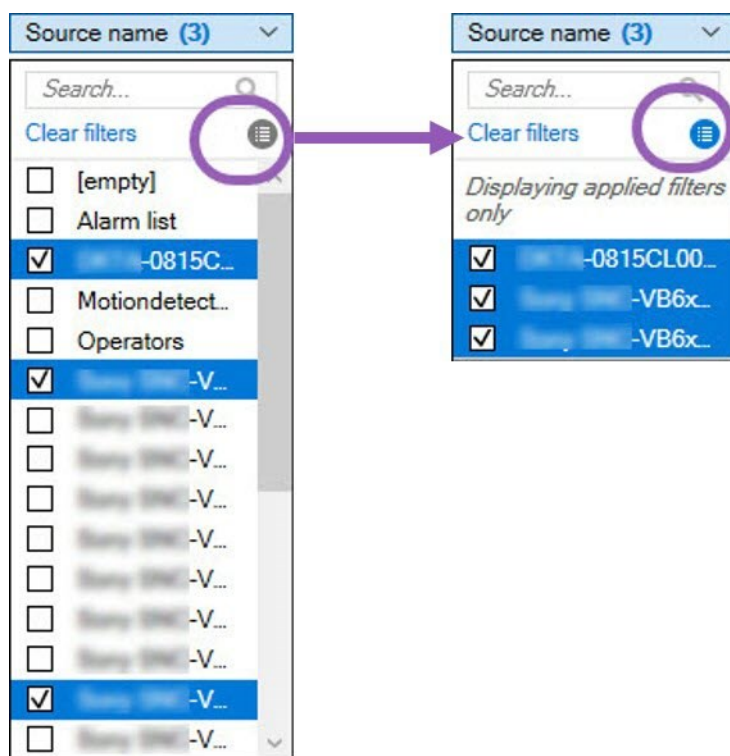 Source name (3)
Search...
Clear filters
[empty]
Alarm list
-0815C...
Motiondetect...
Operators
-V...
-V...
-V...
-V...
-V...
-V...
-V...
-V...
-V...
-V...
Source name (3)
Search...
Clear filters
Displaying applied filters
only
-0815CL00...
-VB6x...
-VB6x...